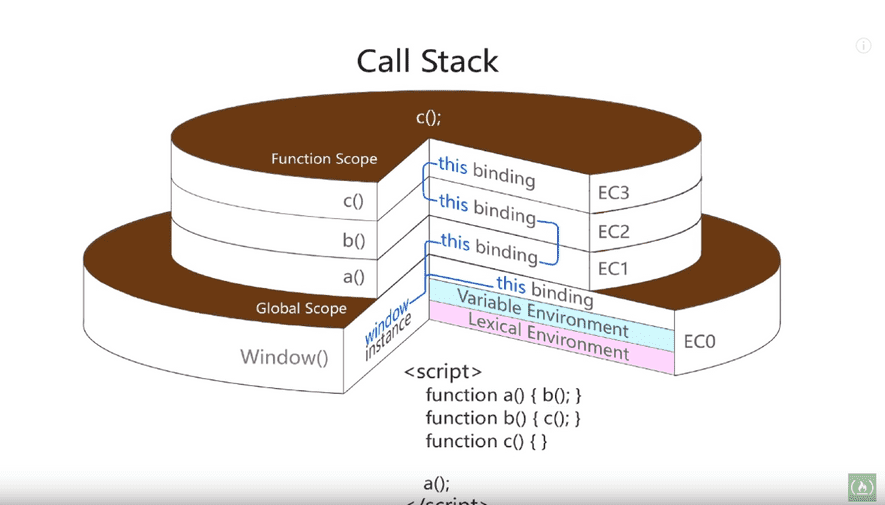 Call Stack
c();
Function Scope
this binding
EC3
c()
this binding
EC2
b()
this binding
EC1
a()
this binding
Global Scope
Variable Environment
window instance
Lexical Environment
EC0
Window()
<script>
function a() { b(); }
function b() { c(); }
function c() { }
a();
</script>